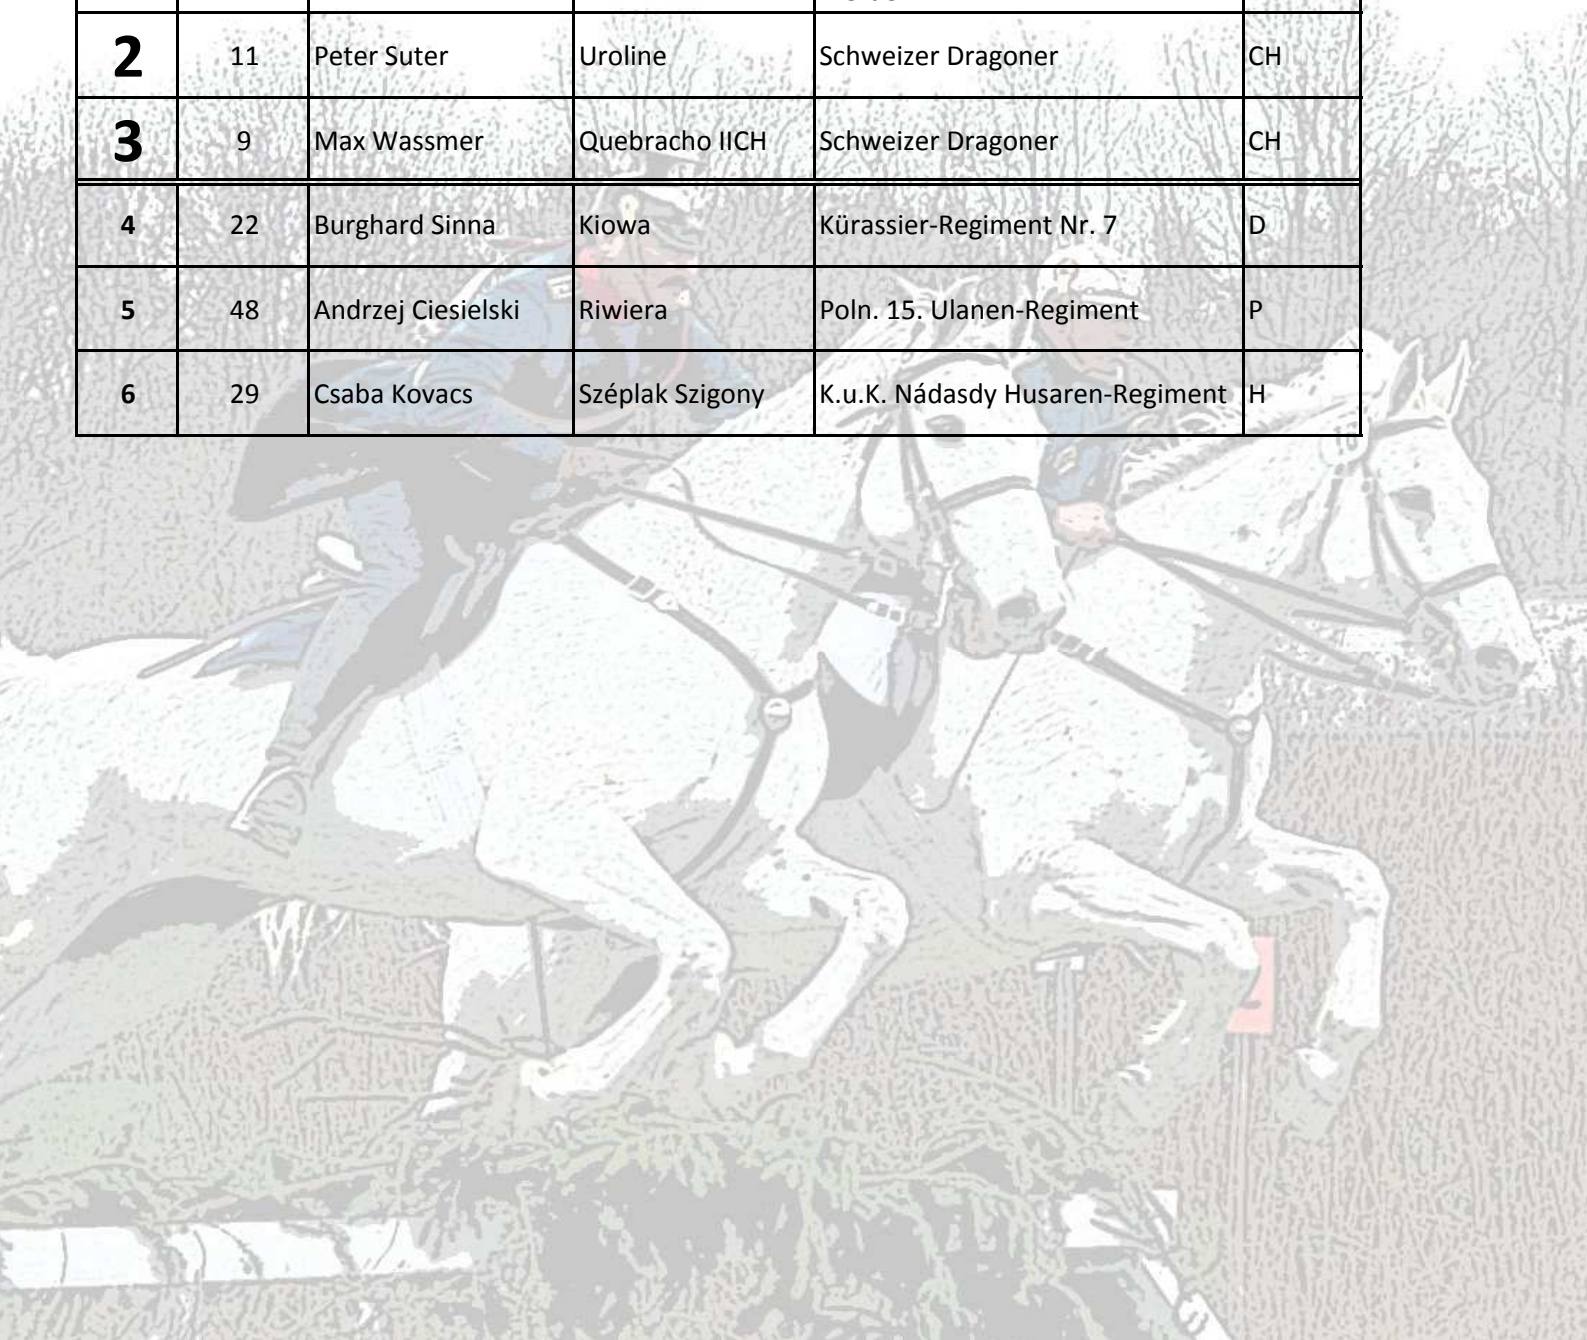 2 11 Peter Suter Uroline Schweizer Dragoner CH
3 9 Max Wassmer Quebracho IICH Schweizer Dragoner CH
4 22 Burghard Sinna Kiowa Kürassier-Regiment Nr. 7 D
5 48 Andrzej Ciesielski Riwiera Poln. 15. Ulanen-Regiment P
6 29 Csaba Kovacs Széplak Szigony K.u.K. Nádasdy Husaren-Regiment H